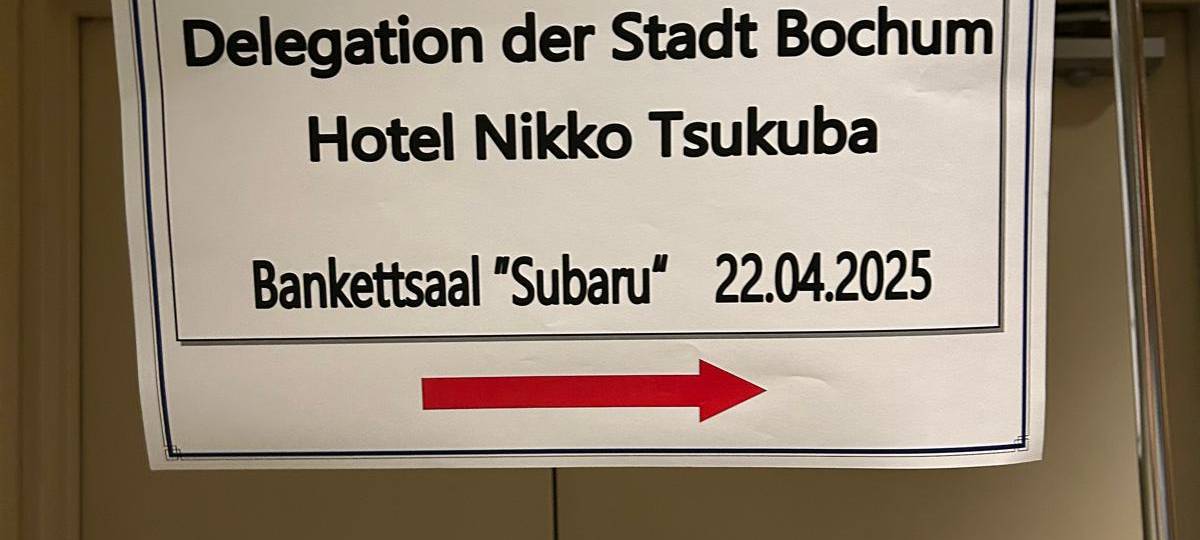 Delegation der Stadt Bochum
Hotel Nikko Tsukuba
Bankettsaal "Subaru“ 22.04.2025